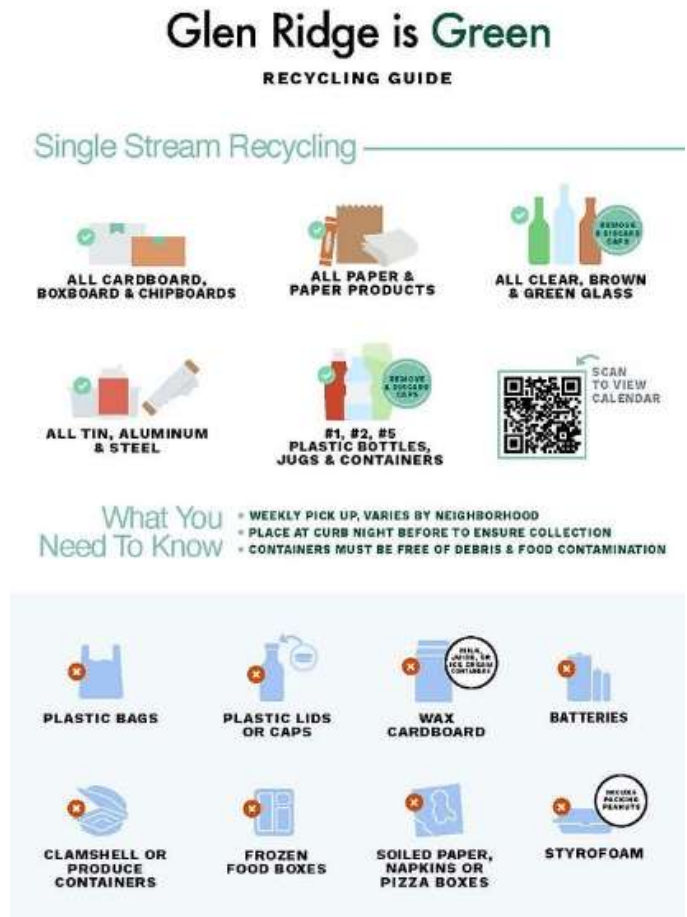 Glen Ridge is Green
RECYCLING GUIDE
Single Stream Recycling
ALL CARDBOARD,
BOXBOARD & CHIPBOARDS
ALL PAPER &
PAPER PRODUCTS
REMOVE
& DISCARD
CAPS
ALL CLEAR, BROWN
& GREEN GLASS
ALL TIN, ALUMINUM
& STEEL
REMOVE
& DISCARD
CAPS
#1, #2, #5
PLASTIC BOTTLES,
JUGS & CONTAINERS
SCAN
TO VIEW
CALENDAR
What You
Need To Know
• WEEKLY PICK UP, VARIES BY NEIGHBORHOOD
• PLACE AT CURB NIGHT BEFORE TO ENSURE COLLECTION
• CONTAINERS MUST BE FREE OF DEBRIS & FOOD CONTAMINATION
PLASTIC BAGS
PLASTIC LIDS
OR CAPS
MILK,
JUICE, OR
ICE CREAM
CONTAINERS
WAX
CARDBOARD
BATTERIES
CLAMSHELL OR
PRODUCE
CONTAINERS
FROZEN
FOOD BOXES
SOILED PAPER,
NAPKINS OR
PIZZA BOXES
INCLUDES
PACKING
PEANUTS
STYROFOAM